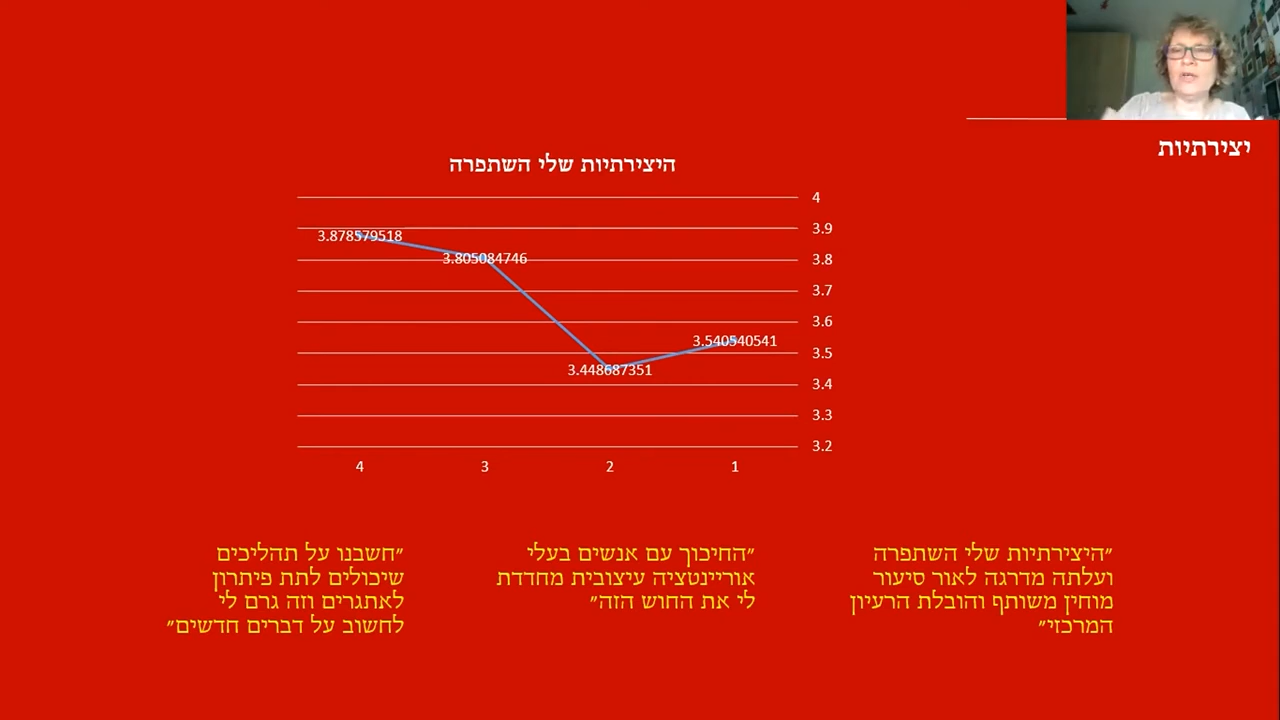 יצירתיות
היצירתיות שלי השתפרה
4
3.9
3.8
3.7
3.6
3.5
3.4
3.3
3.2
3.540540541
3.448687351
3.805084746
3.878579518
1
2
3
4
"היצירתיות שלי השתפרה
ועלתה מדרגה לאור סיעור
מוחין משותף והובלת הרעיון
המרכזי"
"החיכוך עם אנשים בעלי
אוריינטציה עיצובית מחדדת
לי את החוש הזה"
"חשבנו על תהליכים
שיכולים לתת פיתרון
לאתגרים וזה גרם לי
לחשוב על דברים חדשים"